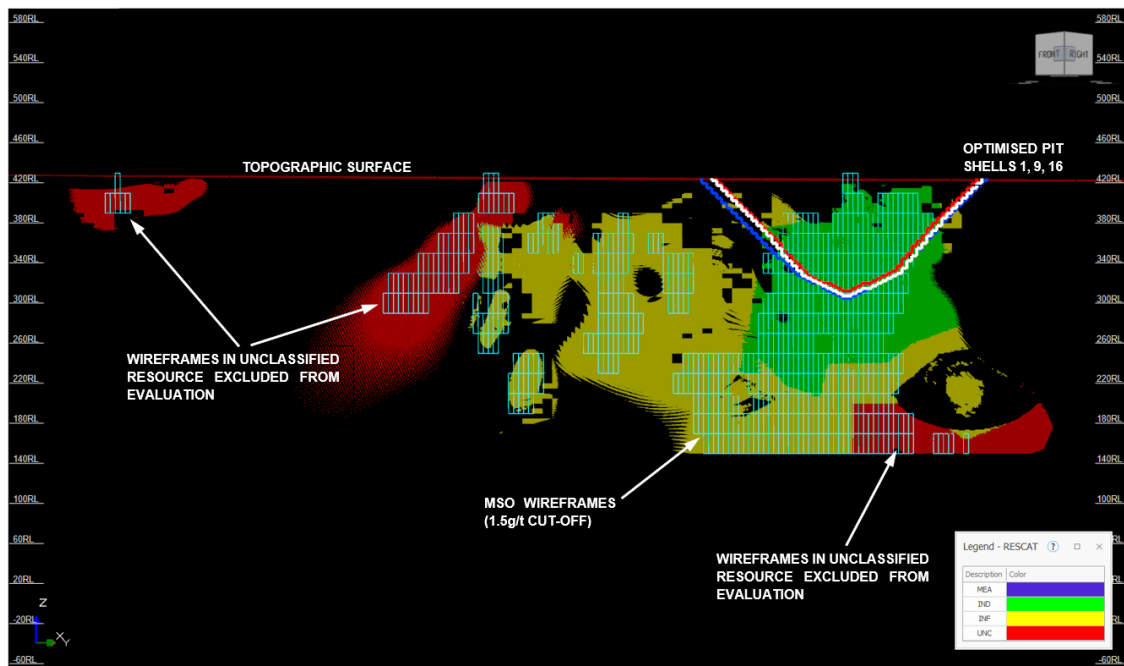 580RL
540RL
500RL
460RL
420RL
380RL
340RL
300RL
260RL
220RL
180RL
140RL
100RL
60RL
20RL
-20RL
-60RL
580RL
540RL
500RL
460RL
420RL
380RL
340RL
300RL
260RL
220RL
180RL
140RL
100RL
60RL
20RL
-20RL
-60RL
FRONT RIGHT
TOPOGRAPHIC SURFACE
OPTIMISED PIT
SHELLS 1, 9, 16
WIREFRAMES IN UNCLASSIFIED
RESOURCE EXCLUDED FROM
EVALUATION
MSO WIREFRAMES
(1.5g/t CUT-OFF)
WIREFRAMES IN UNCLASSIFIED
RESOURCE EXCLUDED FROM
EVALUATION
Legend - RESCAT ? ×
Description Color
MEA
IND
INF
UNC
Z
X
Y